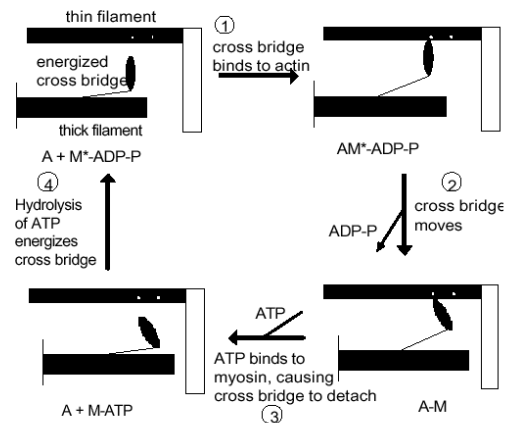 thin filament
energized
cross bridge
thick filament
A + M*-ADP-P
1
cross bridge
binds to actin
AM*-ADP-P
2
cross bridge
moves
ADP-P
A-M
ATP
ATP binds to
myosin, causing
cross bridge to detach
3
A + M-ATP
4
Hydrolysis
of ATP
energizes
cross bridge